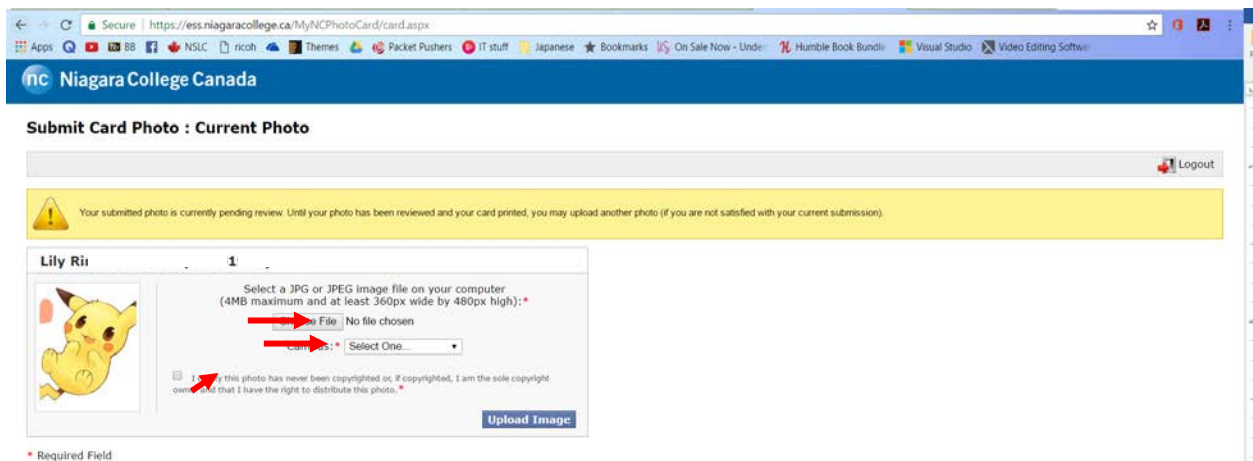 Secure | https://ess.niagaracollege.ca/MyNCPhotoCard/card.aspx
Apps BB NSLC ricoh Themes Packet Pushers IT stuff Japanese Bookmarks On Sale Now - Unde Humble Book Bundle Visual Studio Video Editing Softwar
nc Niagara College Canada
Submit Card Photo : Current Photo
Logout
Your submitted photo is currently pending review. Until your photo has been reviewed and your card printed, you may upload another photo (if you are not satisfied with your current submission).
Lily
Select a JPG or JPEG image file on your computer
(4MB maximum and at least 360px wide by 480px high):*
File No file chosen
* Select One...
I this photo has never been copyrighted or, if copyrighted, I am the sole copyright
and that I have the right to distribute this photo. *
Upload Image
* Required Field